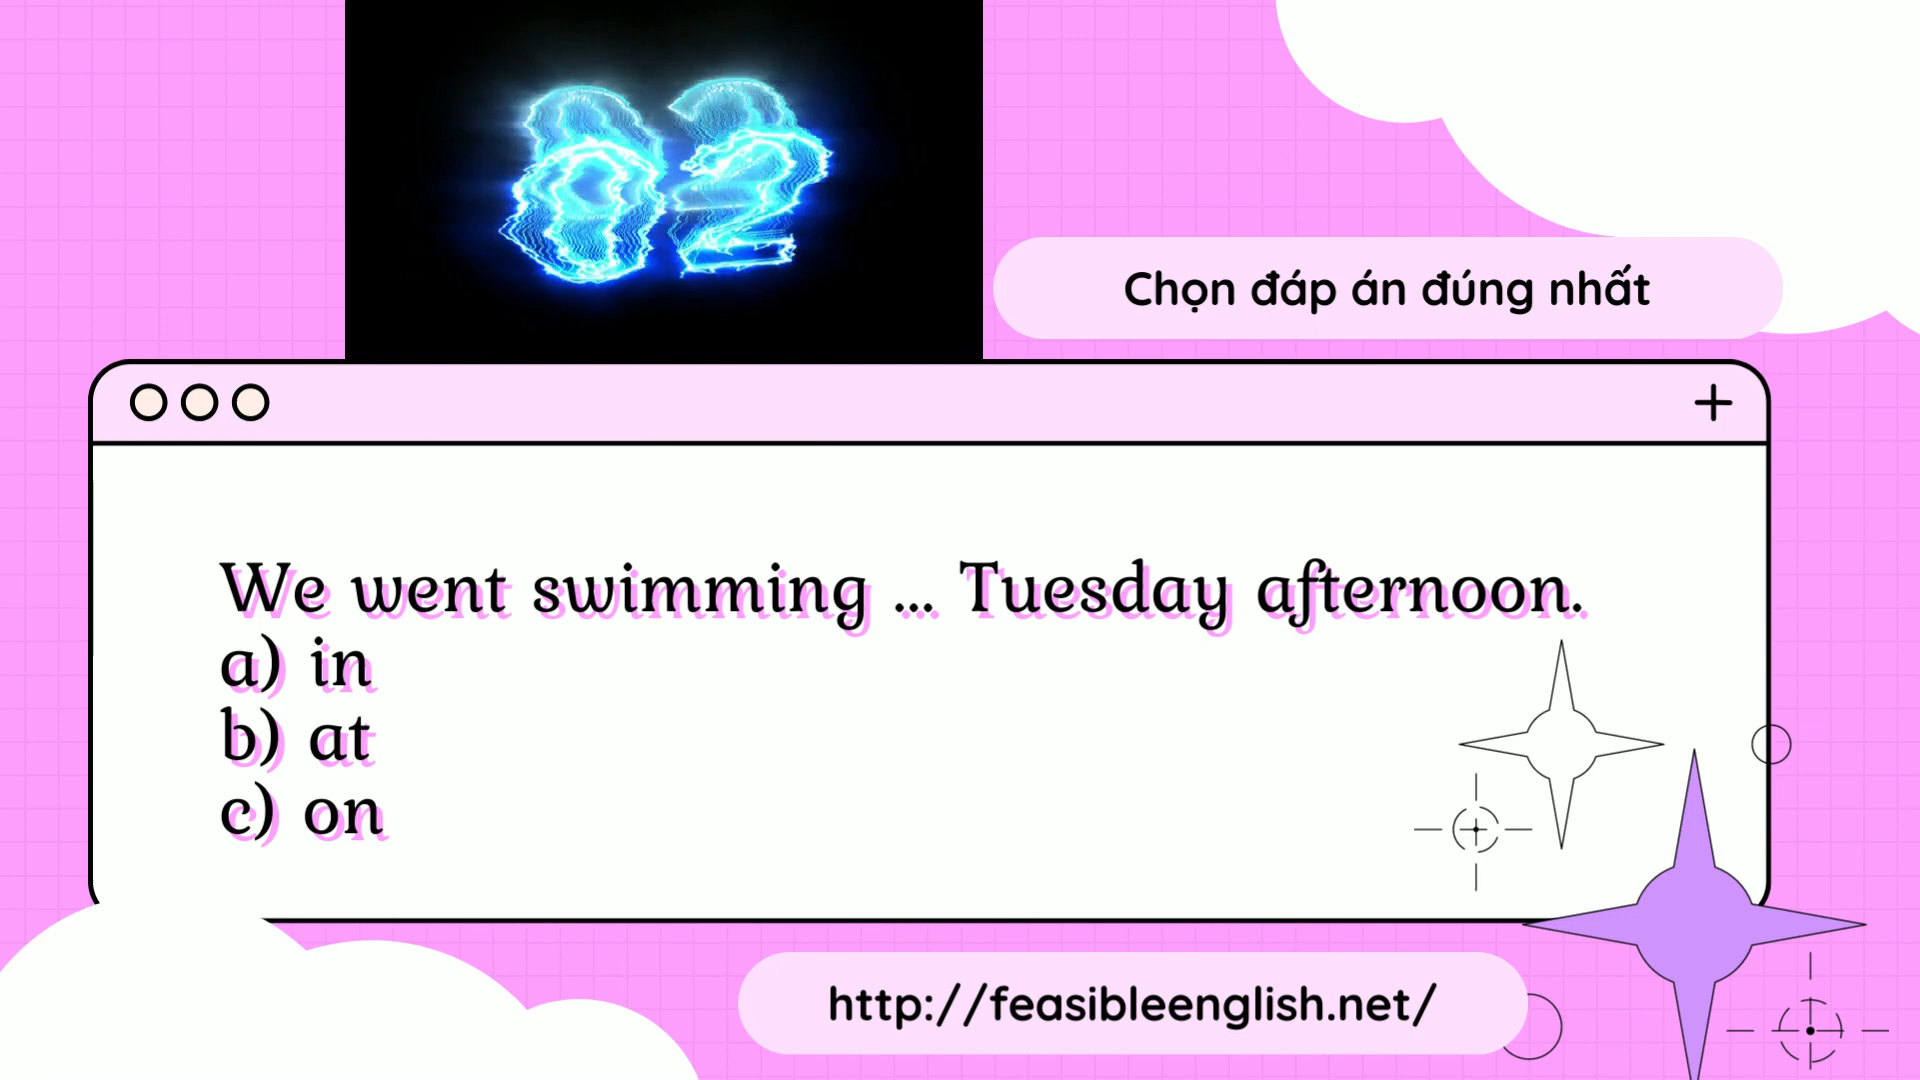 02
Chọn đáp án đúng nhất
We went swimming ... Tuesday afternoon.
a) in
b) at
c) on
http://feasibleenglish.net/